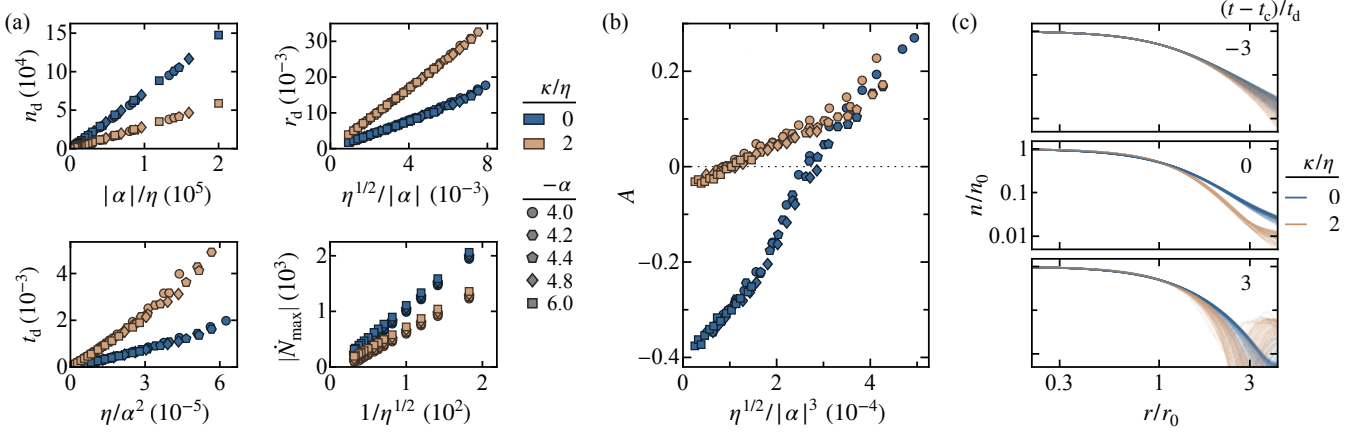 (a)
15
10
5
0
n_d (10^4)
0
1
2
|α|/η (10^5)
30
20
10
0
r_d (10^-3)
0
4
8
η^1/2/|α| (10^-3)
κ/η
0
2
−α
4.0
4.2
4.4
4.8
6.0
4
2
0
t_d (10^-3)
0
3
6
η/α^2 (10^-5)
2
1
0
|Ṅ_max| (10^3)
0
1
2
1/η^1/2 (10^2)
(b)
0.2
0
−0.2
−0.4
A
0
2
4
η^1/2/|α|^3 (10^-4)
(c)
(t − t_c)/t_d
−3
0
3
1
0.1
0.01
n/n_0
κ/η
0
2
0.3
1
3
r/r_0